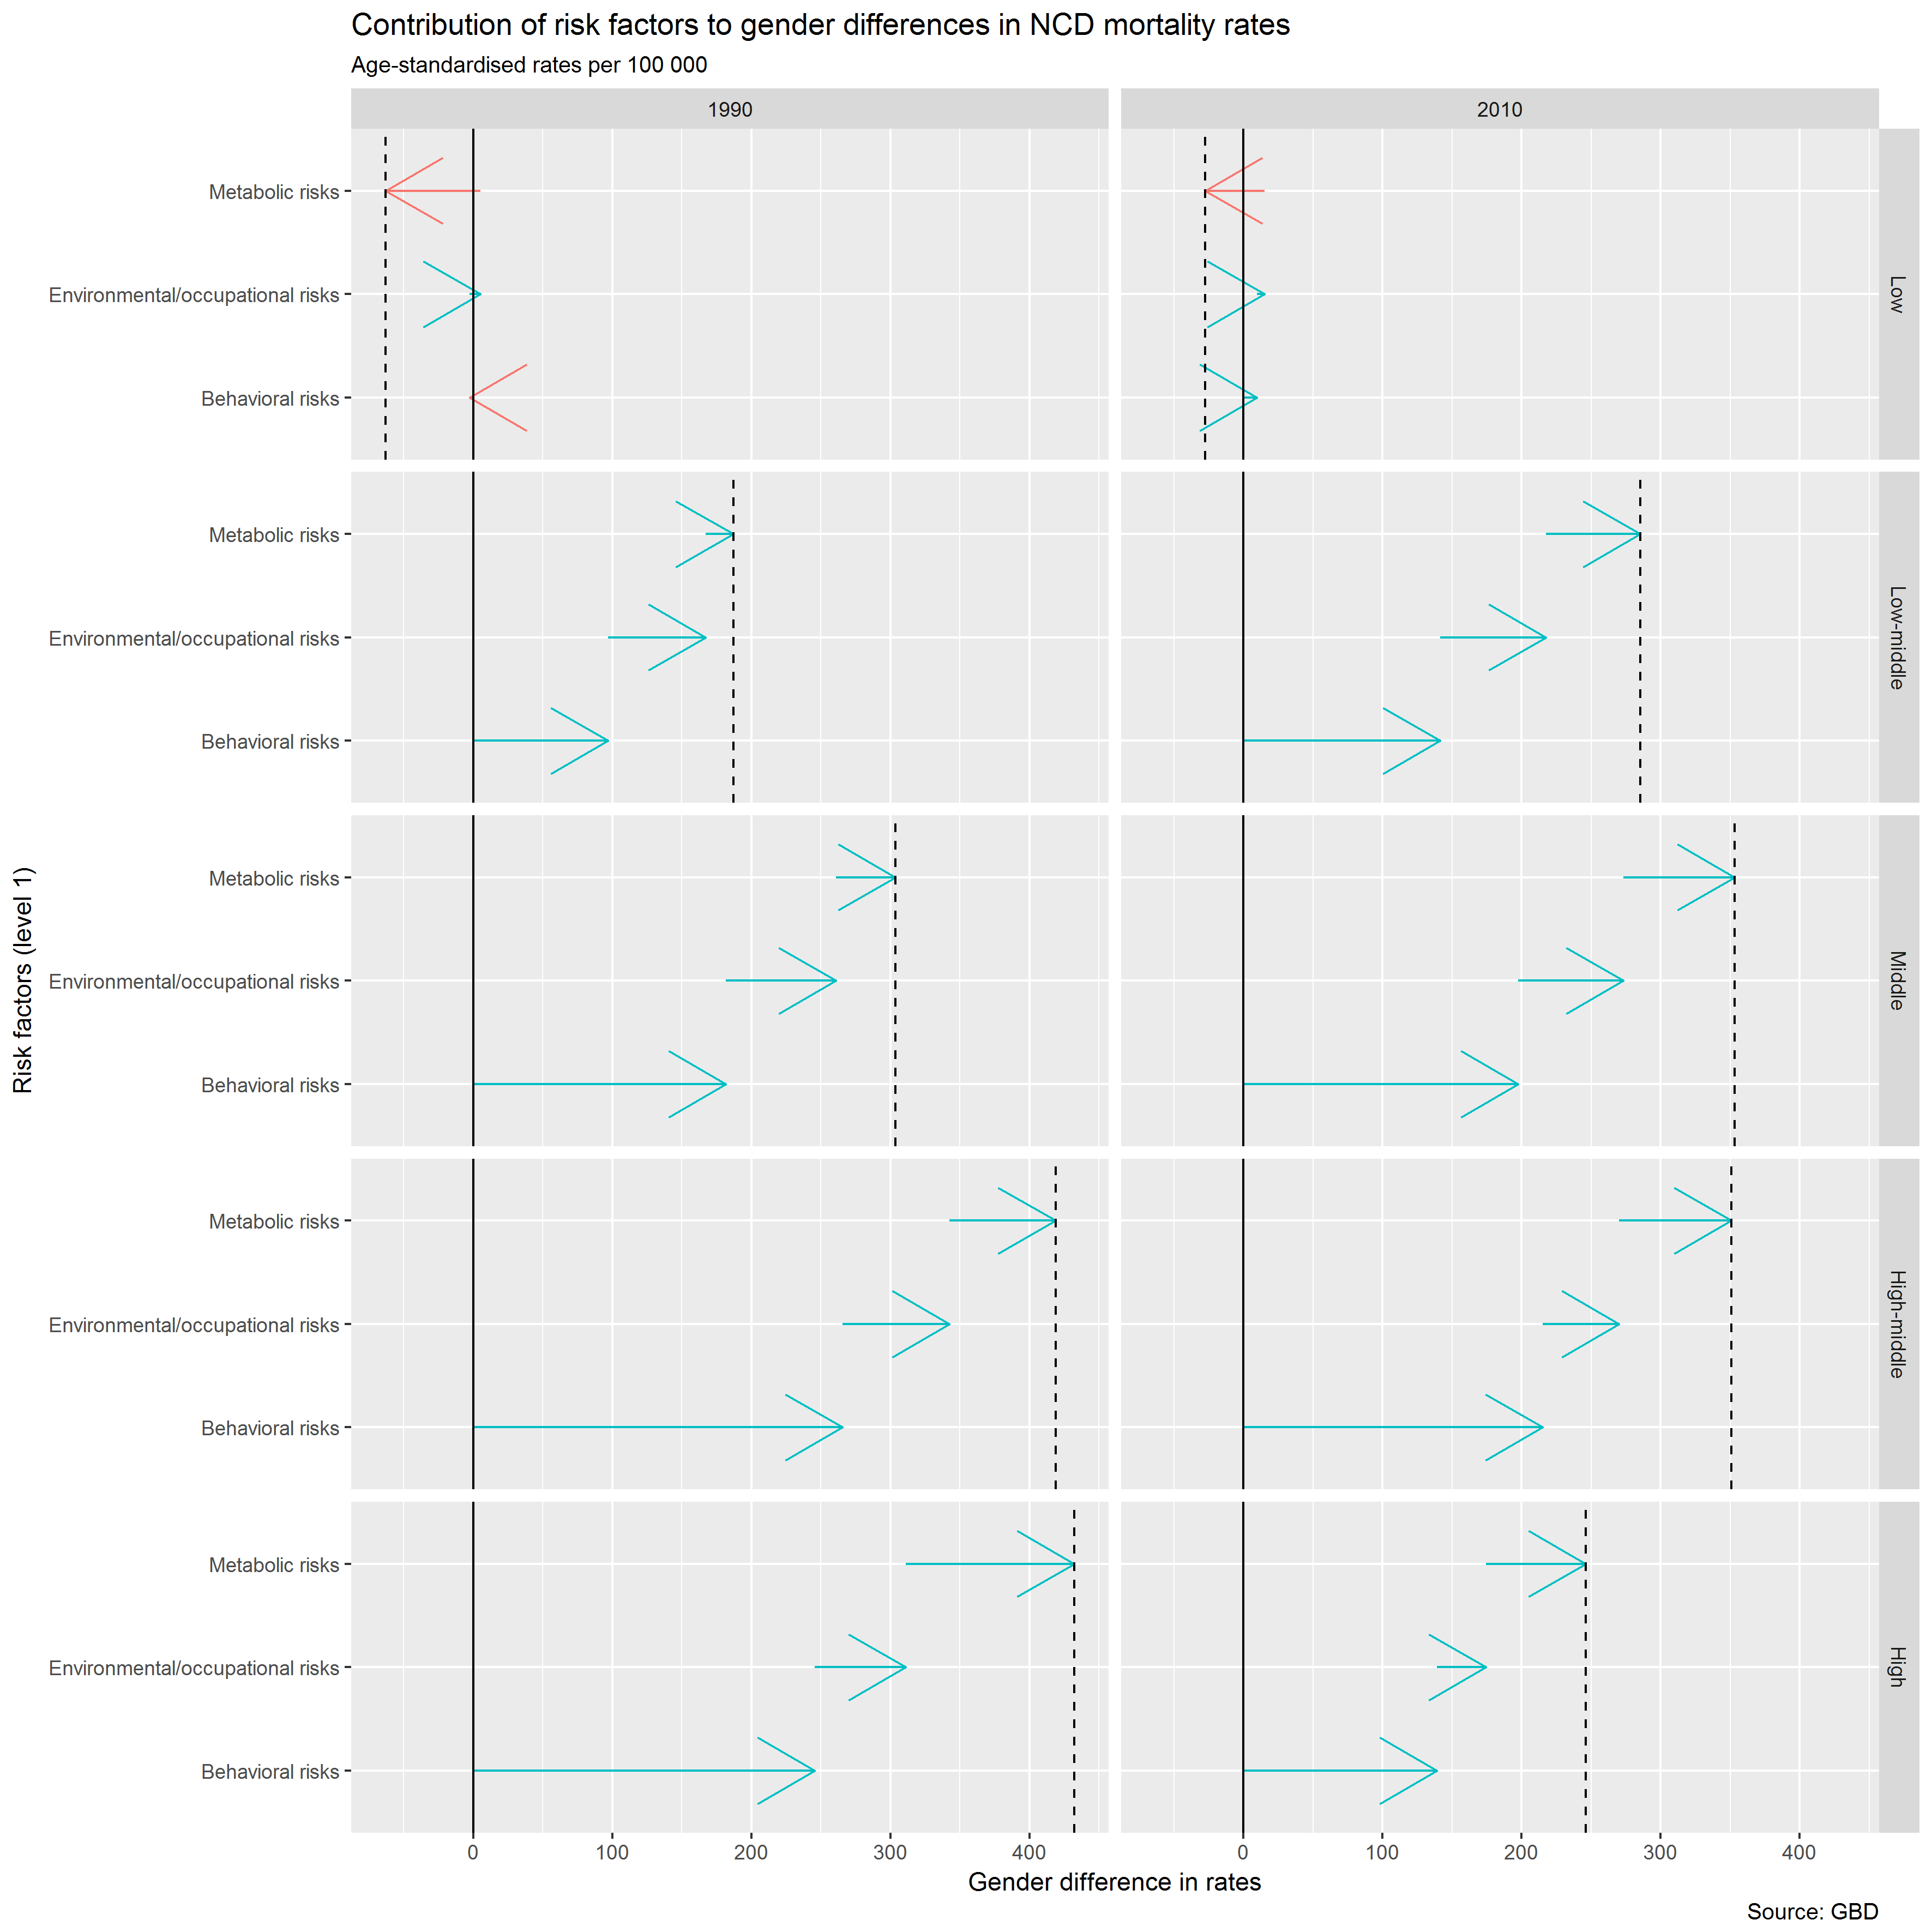 Contribution of risk factors to gender differences in NCD mortality rates
Age-standardised rates per 100 000
1990
2010
Metabolic risks
Environmental/occupational risks
Behavioral risks
Low
Metabolic risks
Environmental/occupational risks
Behavioral risks
Low-middle
Metabolic risks
Environmental/occupational risks
Behavioral risks
Middle
Metabolic risks
Environmental/occupational risks
Behavioral risks
High-middle
Metabolic risks
Environmental/occupational risks
Behavioral risks
High
Risk factors (level 1)
0 100 200 300 400
0 100 200 300 400
Gender difference in rates
Source: GBD